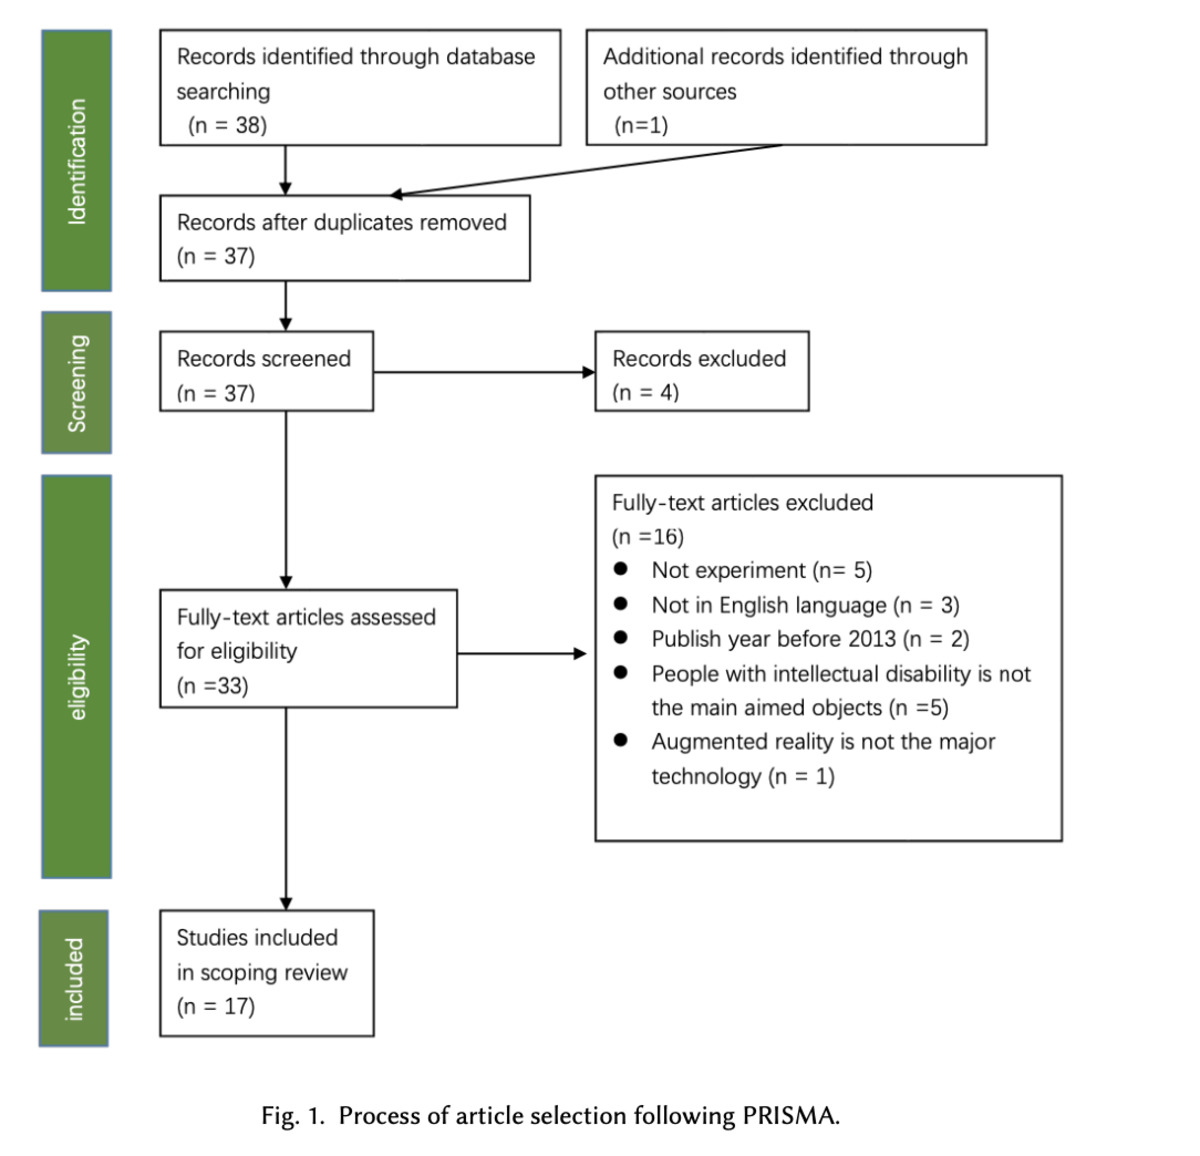 Identification
Records identified through database
searching
(n = 38)
Additional records identified through
other sources
(n=1)
Records after duplicates removed
(n = 37)
Screening
Records screened
(n = 37)
Records excluded
(n = 4)
eligibility
Fully-text articles assessed
for eligibility
(n =33)
Fully-text articles excluded
(n =16)
● Not experiment (n= 5)
● Not in English language (n = 3)
● Publish year before 2013 (n = 2)
● People with intellectual disability is not
the main aimed objects (n =5)
● Augmented reality is not the major
technology (n = 1)
included
Studies included
in scoping review
(n = 17)
Fig. 1. Process of article selection following PRISMA.